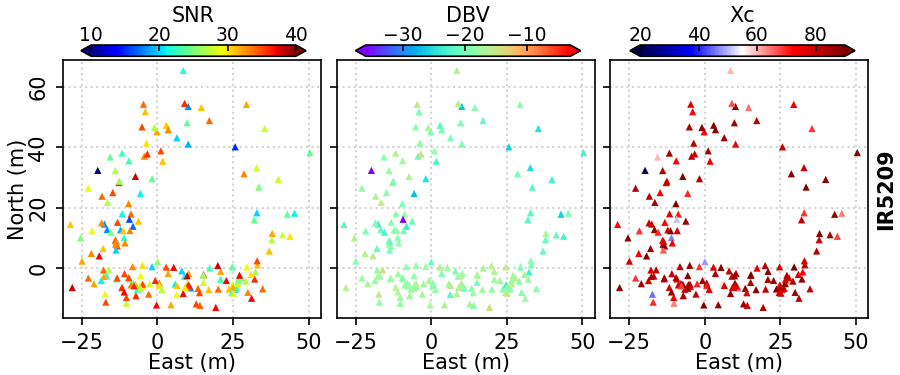 SNR DBV Xc
10 20 30 40 −30 −20 −10 20 40 60 80
60
40
20
0
North (m)
−25 0 25 50 −25 0 25 50 −25 0 25 50
East (m) East (m) East (m)
IR5209